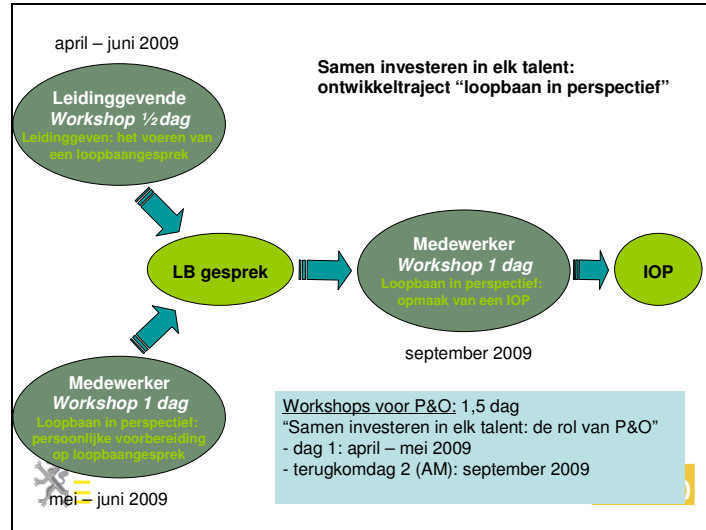 april – juni 2009
Samen investeren in elk talent:
ontwikkeltraject “loopbaan in perspectief”
Leidinggevende
Workshop ½ dag
Leidinggeven: het voeren van
een loopbaangesprek
LB gesprek
Medewerker
Workshop 1 dag
Loopbaan in perspectief:
opmaak van een IOP
IOP
september 2009
Medewerker
Workshop 1 dag
Loopbaan in perspectief:
persoonlijke voorbereiding
op loopbaangesprek
mei – juni 2009
Workshops voor P&O: 1,5 dag
“Samen investeren in elk talent: de rol van P&O”
- dag 1: april – mei 2009
- terugkomdag 2 (AM): september 2009